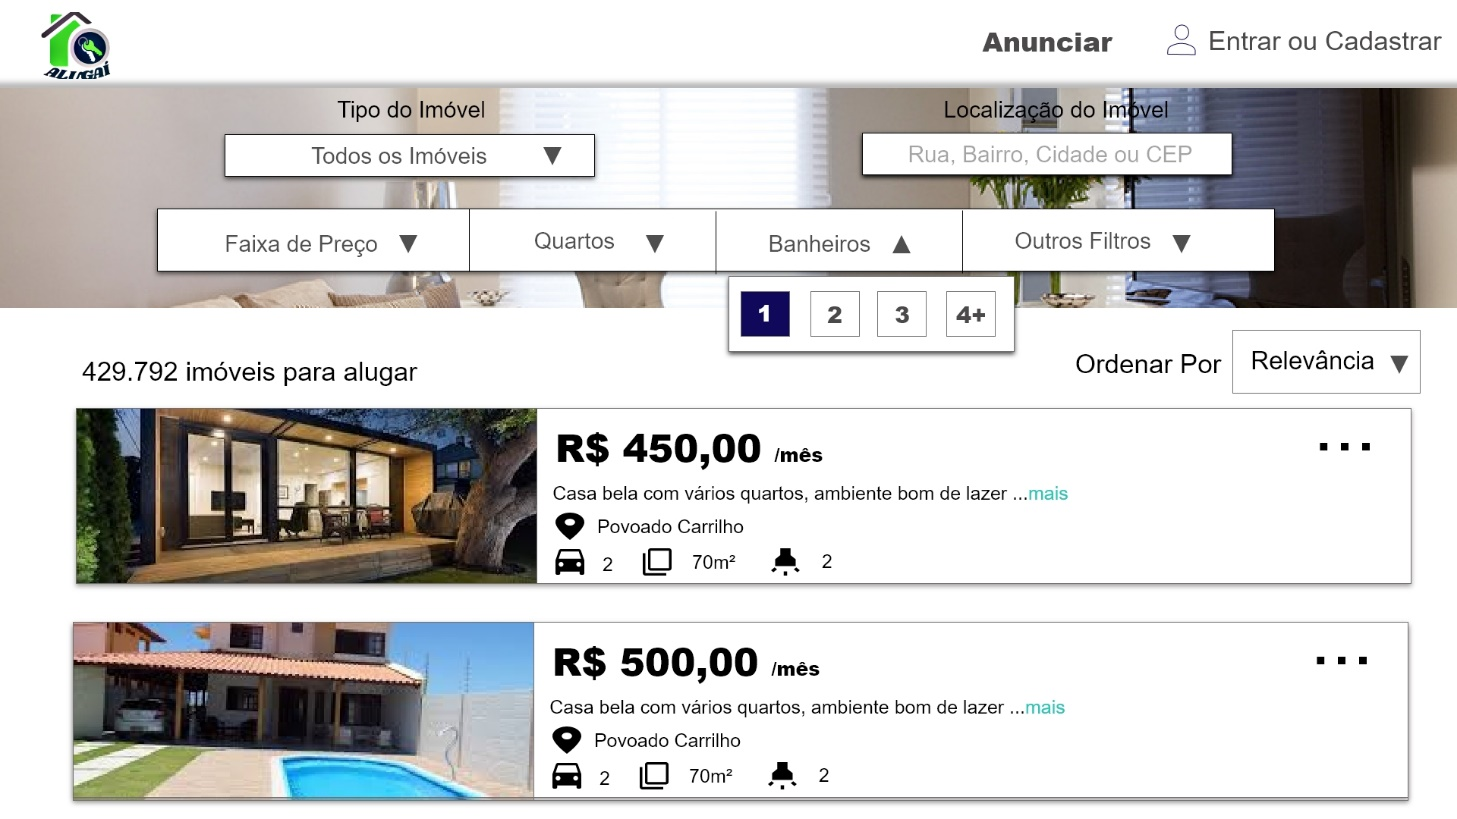 ALUGAÍ
Anunciar
Entrar ou Cadastrar
Tipo do Imóvel
Localização do Imóvel
Todos os Imóveis ▼
Rua, Bairro, Cidade ou CEP
Faixa de Preço ▼
Quartos ▼
Banheiros ▲
Outros Filtros ▼
1 2 3 4+
429.792 imóveis para alugar
Ordenar Por
Relevância ▼
R$ 450,00 /mês
Casa bela com vários quartos, ambiente bom de lazer ...mais
Povoado Carrilho
2 70m² 2
R$ 500,00 /mês
Casa bela com vários quartos, ambiente bom de lazer ...mais
Povoado Carrilho
2 70m² 2